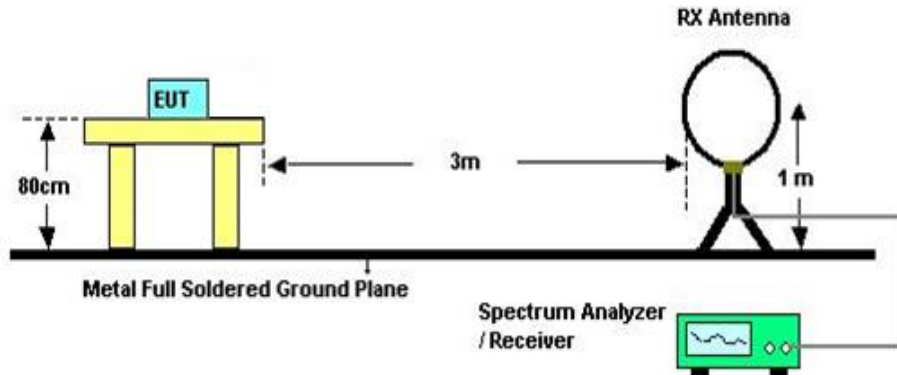 RX Antenna
EUT
3m
80cm
1 m
Metal Full Soldered Ground Plane
Spectrum Analyzer
/ Receiver